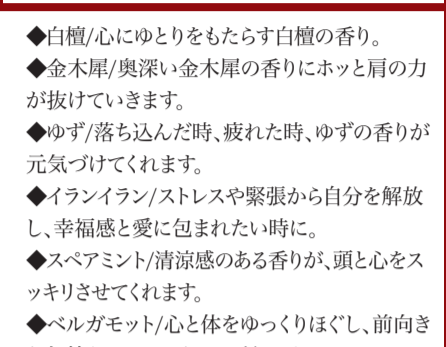 ◆白檀/心にゆとりをもたらす白檀の香り。
◆金木犀/奥深い金木犀の香りにホッと肩の力
が抜けていきます。
◆ゆず/落ち込んだ時、疲れた時、ゆずの香りが
元気づけてくれます。
◆イランイラン/ストレスや緊張から自分を解放
し、幸福感と愛に包まれたい時に。
◆スペアミント/清涼感のある香りが、頭と心をス
ッキリさせてくれます。
◆ベルガモット/心と体をゆっくりほぐし、前向き